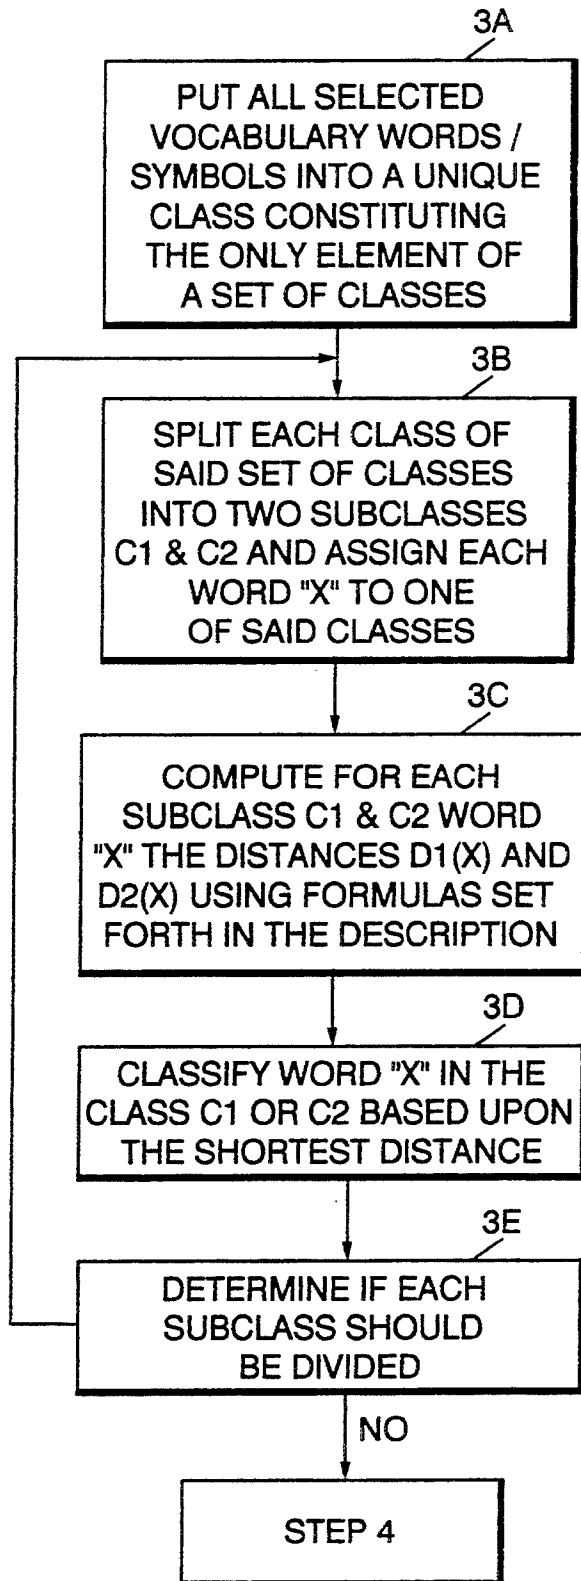 3A
PUT ALL SELECTED
VOCABULARY WORDS /
SYMBOLS INTO A UNIQUE
CLASS CONSTITUTING
THE ONLY ELEMENT OF
A SET OF CLASSES
3B
SPLIT EACH CLASS OF
SAID SET OF CLASSES
INTO TWO SUBCLASSES
C1 & C2 AND ASSIGN EACH
WORD "X" TO ONE
OF SAID CLASSES
3C
COMPUTE FOR EACH
SUBCLASS C1 & C2 WORD
"X" THE DISTANCES D1(X) AND
D2(X) USING FORMULAS SET
FORTH IN THE DESCRIPTION
3D
CLASSIFY WORD "X" IN THE
CLASS C1 OR C2 BASED UPON
THE SHORTEST DISTANCE
3E
DETERMINE IF EACH
SUBCLASS SHOULD
BE DIVIDED
NO
STEP 4